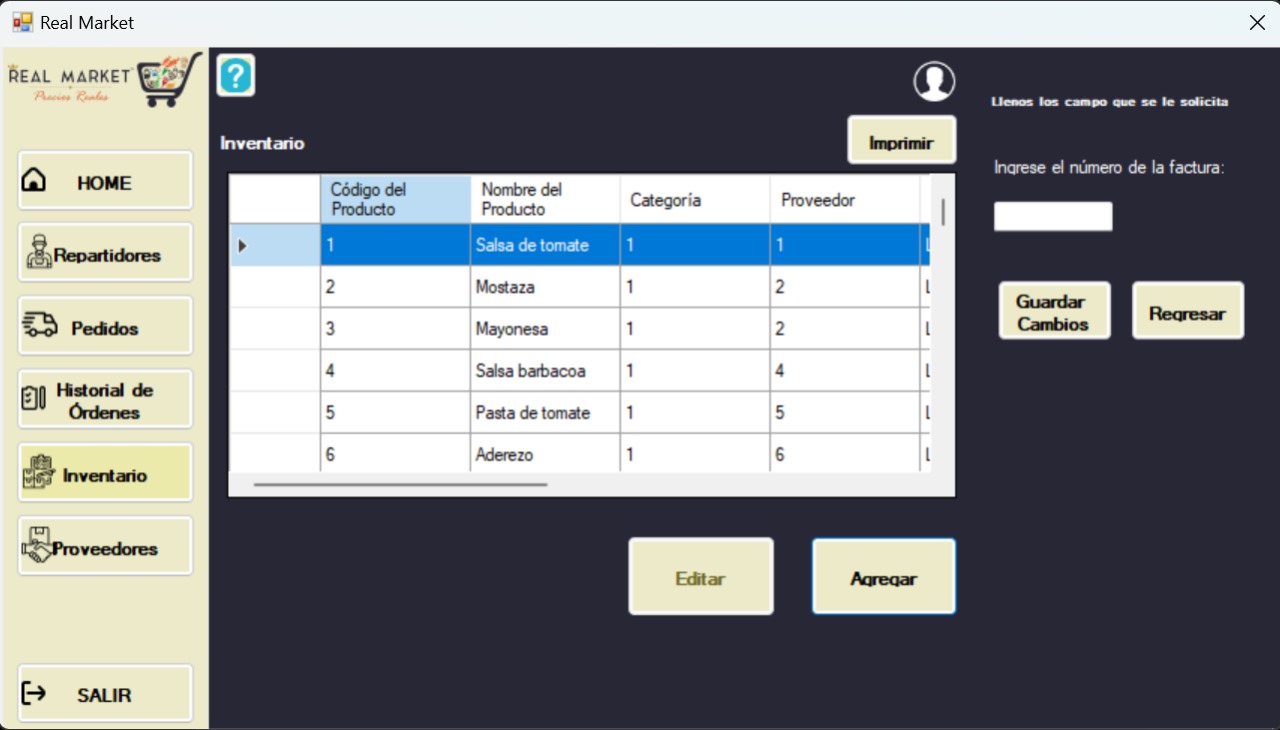 Real Market
REAL MARKET
Precios Reales
?
Llenos los campo que se le solicita
Inventario
Imprimir
Ingrese el número de la factura:
HOME
Repartidores
Pedidos
Historial de
Órdenes
Inventario
Proveedores
SALIR
Código del
Producto
Nombre del
Producto
Categoría
Proveedor
1 Salsa de tomate 1 1 L
2 Mostaza 1 2 L
3 Mayonesa 1 2 L
4 Salsa barbacoa 1 4 L
5 Pasta de tomate 1 5 L
6 Aderezo 1 6 L
Guardar
Cambios
Regresar
Editar
Agregar